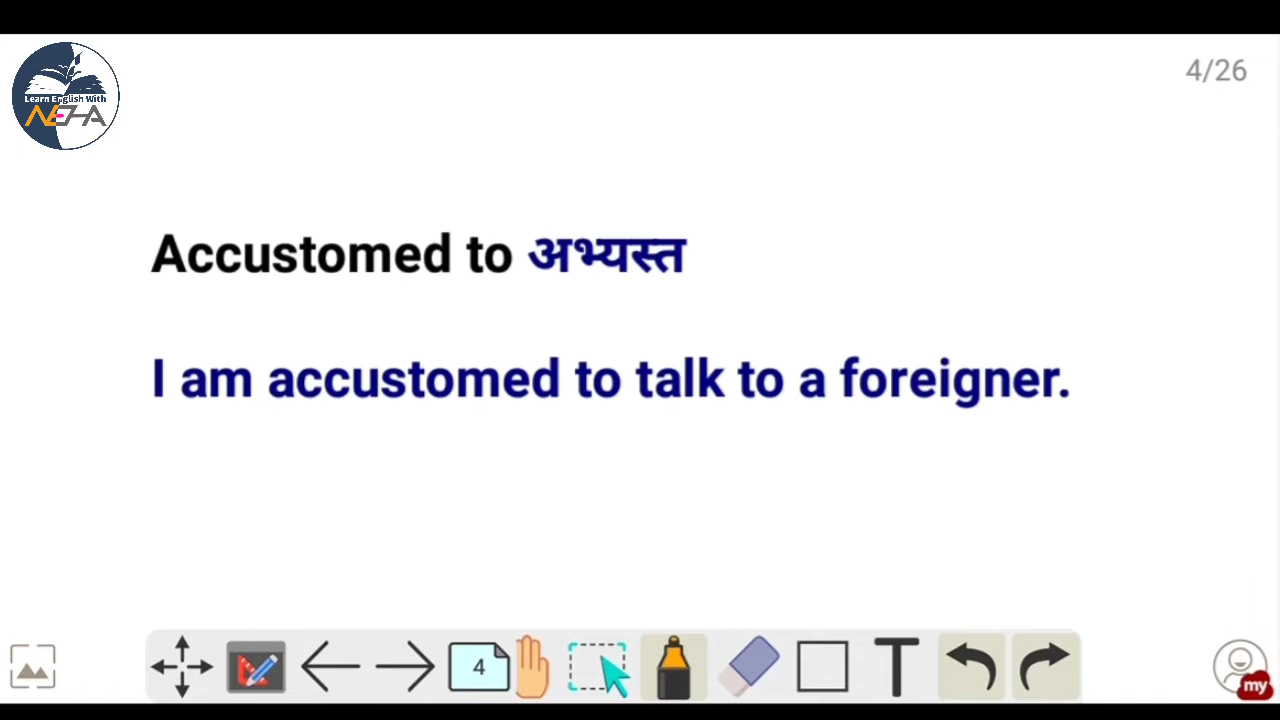 Learn English With
NEHA
4/26
Accustomed to अभ्यस्त
I am accustomed to talk to a foreigner.
4
T
my